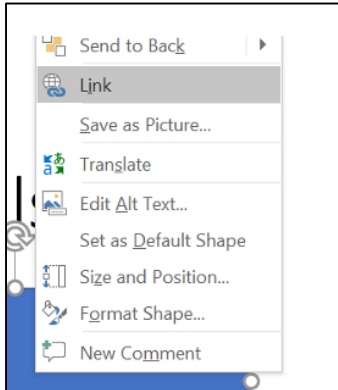 Send to Back
Link
Save as Picture...
Translate
Edit Alt Text...
Set as Default Shape
Size and Position...
Format Shape...
New Comment